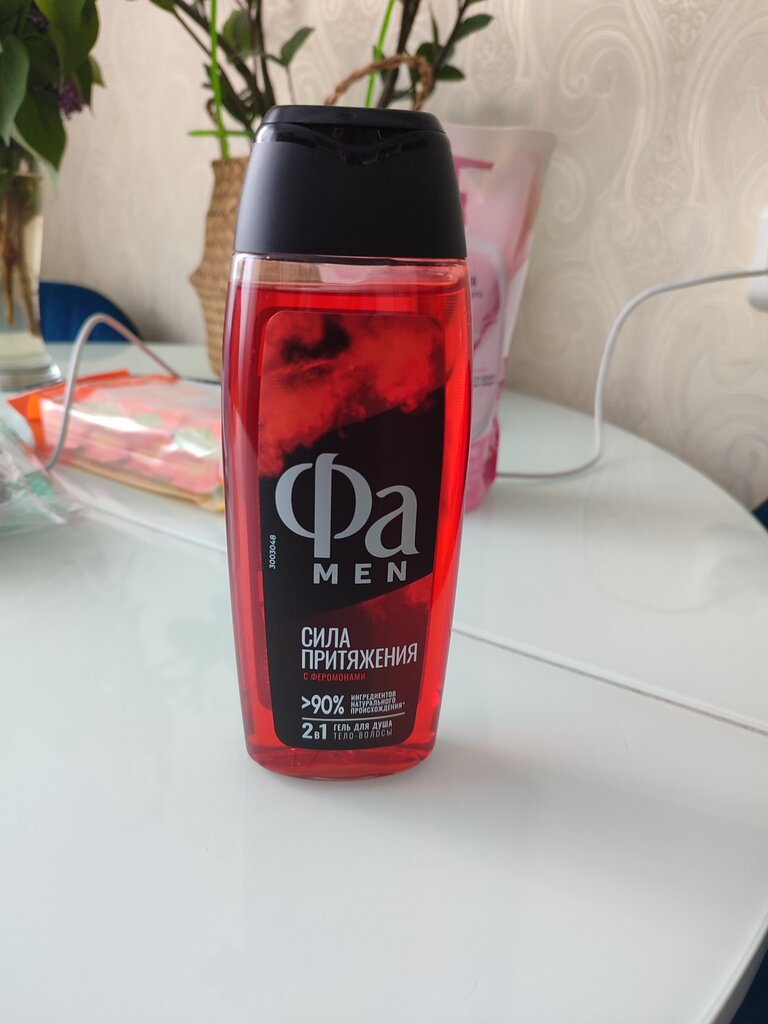 Фа
MEN
3003048
СИЛА
ПРИТЯЖЕНИЯ
С ФЕРОМОНАМИ
>90% ИНГРЕДИЕНТОВ
НАТУРАЛЬНОГО
ПРОИСХОЖДЕНИЯ*
2в1 ГЕЛЬ ДЛЯ ДУША
ТЕЛО·ВОЛОСЫ